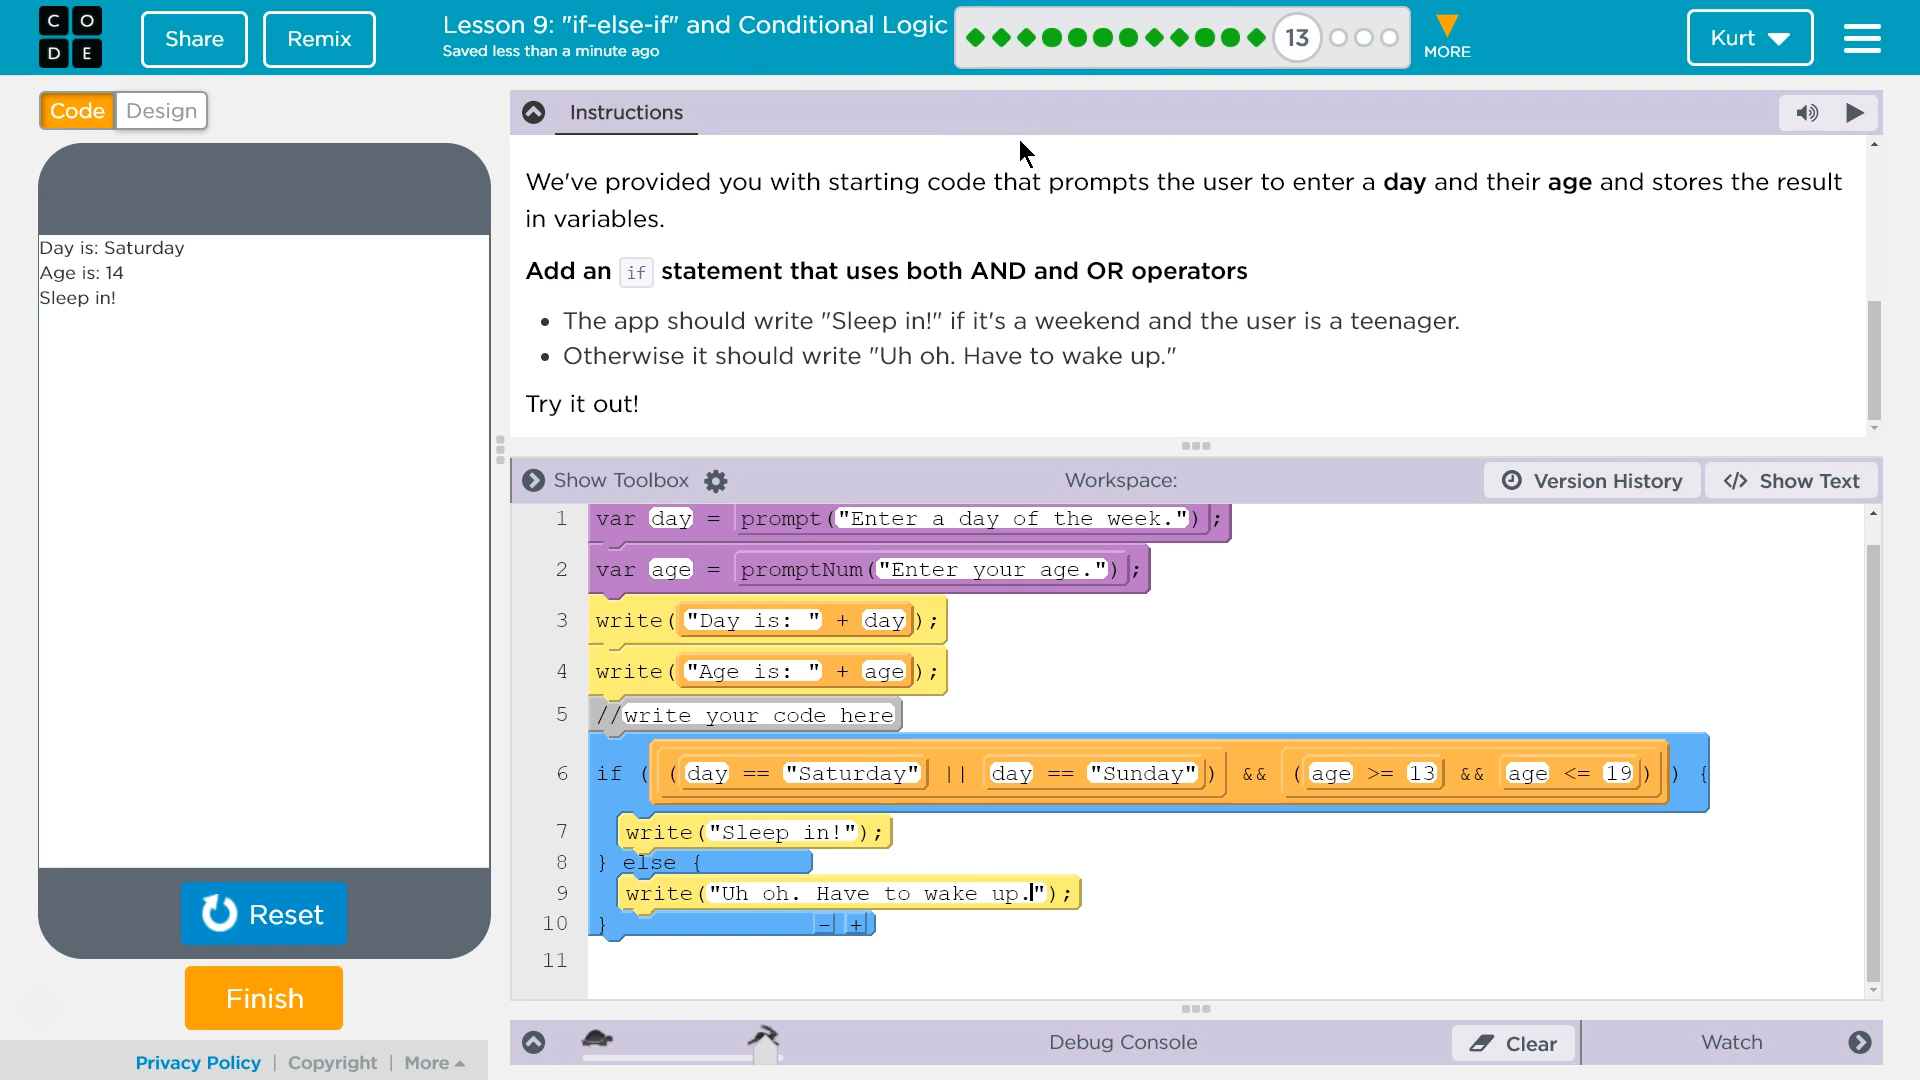 C O
D E
Share
Remix
Lesson 9: "if-else-if" and Conditional Logic
Saved less than a minute ago
13
MORE
Kurt
Code
Design
Instructions
We've provided you with starting code that prompts the user to enter a day and their age and stores the result
in variables.
Add an if statement that uses both AND and OR operators
• The app should write "Sleep in!" if it's a weekend and the user is a teenager.
• Otherwise it should write "Uh oh. Have to wake up."
Try it out!
Day is: Saturday
Age is: 14
Sleep in!
Reset
Finish
Privacy Policy | Copyright | More
Show Toolbox
Workspace:
Version History
</> Show Text
1 var day = prompt("Enter a day of the week.");
2 var age = promptNum("Enter your age.");
3 write("Day is: " + day);
4 write("Age is: " + age);
5 //write your code here
6 if ((day == "Saturday" || day == "Sunday") && (age >= 13 && age <= 19)) {
7 write("Sleep in!");
8 } else {
9 write("Uh oh. Have to wake up.");
10 } - +
11
Debug Console
Clear
Watch